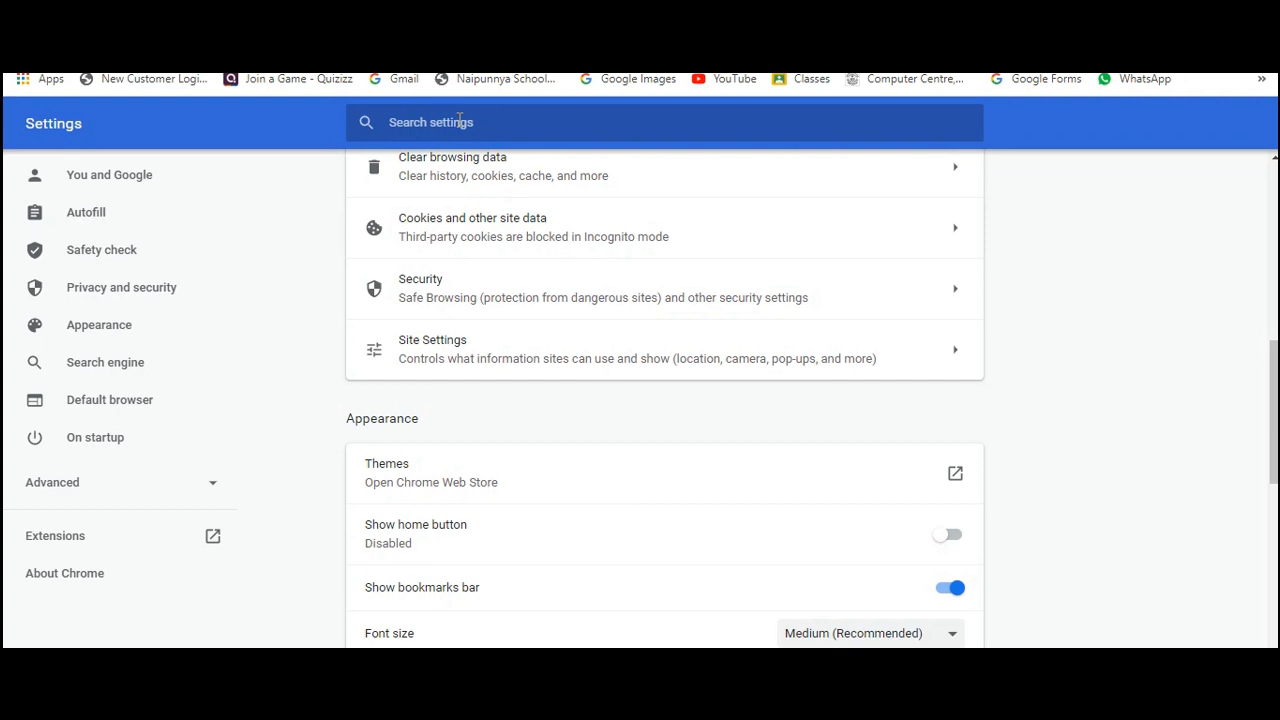 Apps New Customer Logi... Join a Game - Quizizz Gmail Naipunnya School... Google Images YouTube Classes Computer Centre,... Google Forms WhatsApp »
Settings
Search settings
You and Google
Autofill
Safety check
Privacy and security
Appearance
Search engine
Default browser
On startup
Advanced
Extensions
About Chrome
Clear browsing data
Clear history, cookies, cache, and more
Cookies and other site data
Third-party cookies are blocked in Incognito mode
Security
Safe Browsing (protection from dangerous sites) and other security settings
Site Settings
Controls what information sites can use and show (location, camera, pop-ups, and more)
Appearance
Themes
Open Chrome Web Store
Show home button
Disabled
Show bookmarks bar
Font size
Medium (Recommended)